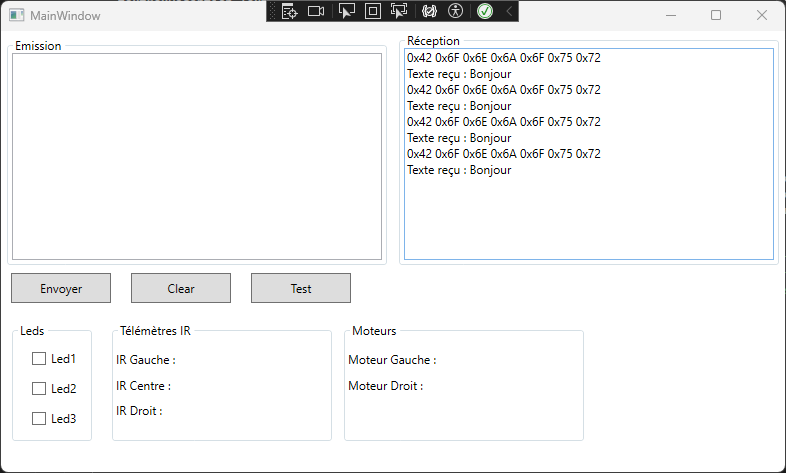 MainWindow
Emission
Réception
0x42 0x6F 0x6E 0x6A 0x6F 0x75 0x72
Texte reçu : Bonjour
0x42 0x6F 0x6E 0x6A 0x6F 0x75 0x72
Texte reçu : Bonjour
0x42 0x6F 0x6E 0x6A 0x6F 0x75 0x72
Texte reçu : Bonjour
0x42 0x6F 0x6E 0x6A 0x6F 0x75 0x72
Texte reçu : Bonjour
Envoyer
Clear
Test
Leds
Led1
Led2
Led3
Télémètres IR
IR Gauche :
IR Centre :
IR Droit :
Moteurs
Moteur Gauche :
Moteur Droit :